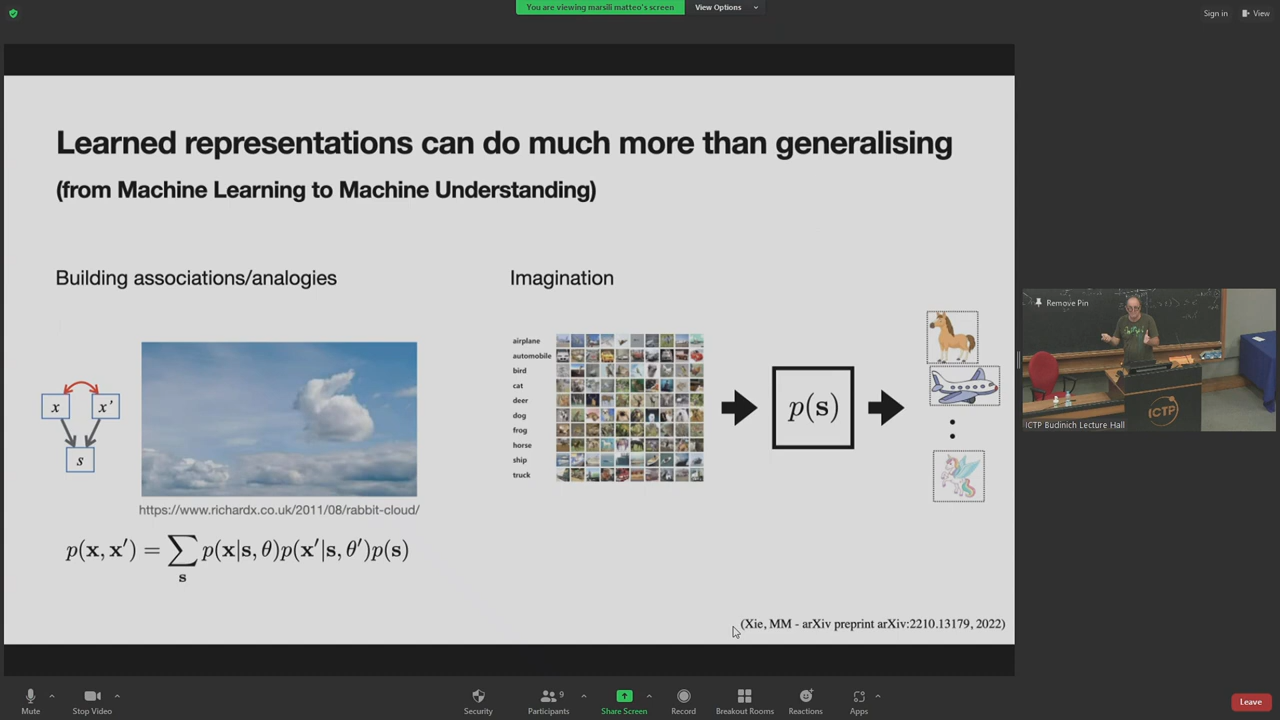 You are viewing marsili matteo's screen
View Options
Sign in
View
Learned representations can do much more than generalising
(from Machine Learning to Machine Understanding)
Building associations/analogies
Imagination
airplane
automobile
bird
cat
deer
dog
frog
horse
ship
truck
x
x′
s
p(s)
https://www.richardx.co.uk/2011/08/rabbit-cloud/
p(x, x′) = ∑ p(x|s, θ)p(x′|s, θ′)p(s)
s
(Xie, MM - arXiv preprint arXiv:2210.13179, 2022)
Remove Pin
ICTP
ICTP Budinich Lecture Hall
Mute
Stop Video
Security
Participants
9
Share Screen
Record
Breakout Rooms
Reactions
Apps
Leave